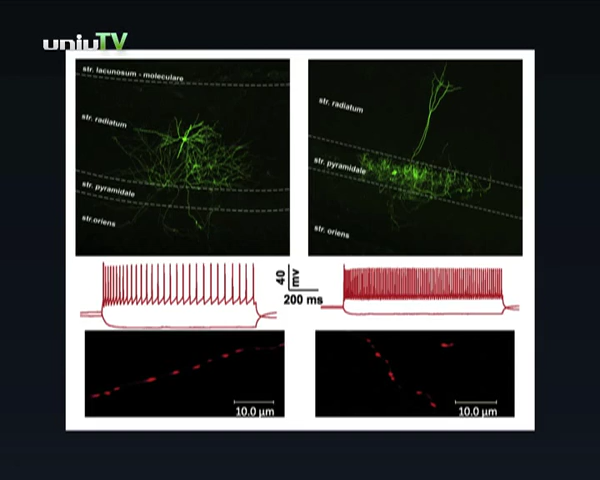 uniuTV
str. lacunosum - moleculare
str. radiatum
str. pyramidale
str.oriens
str. radiatum
str. pyramidale
str. oriens
40
mv
200 ms
10.0 µm
10.0 µm